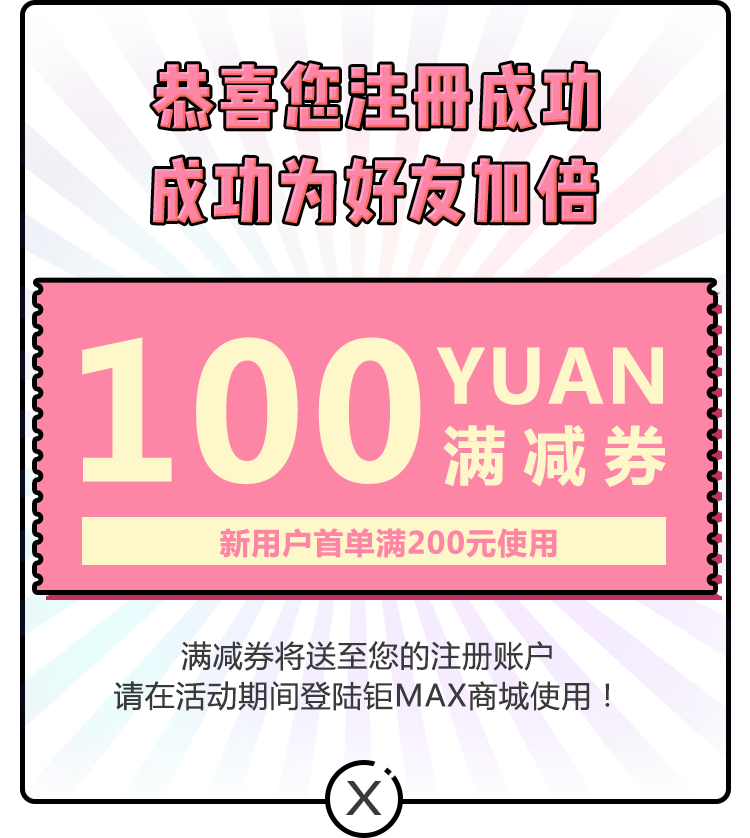 恭喜您注冊成功
成功为好友加倍
100
YUAN
满减券
新用户首单满200元使用
满减券将送至您的注册账户
请在活动期间登陆钜MAX商城使用！
X